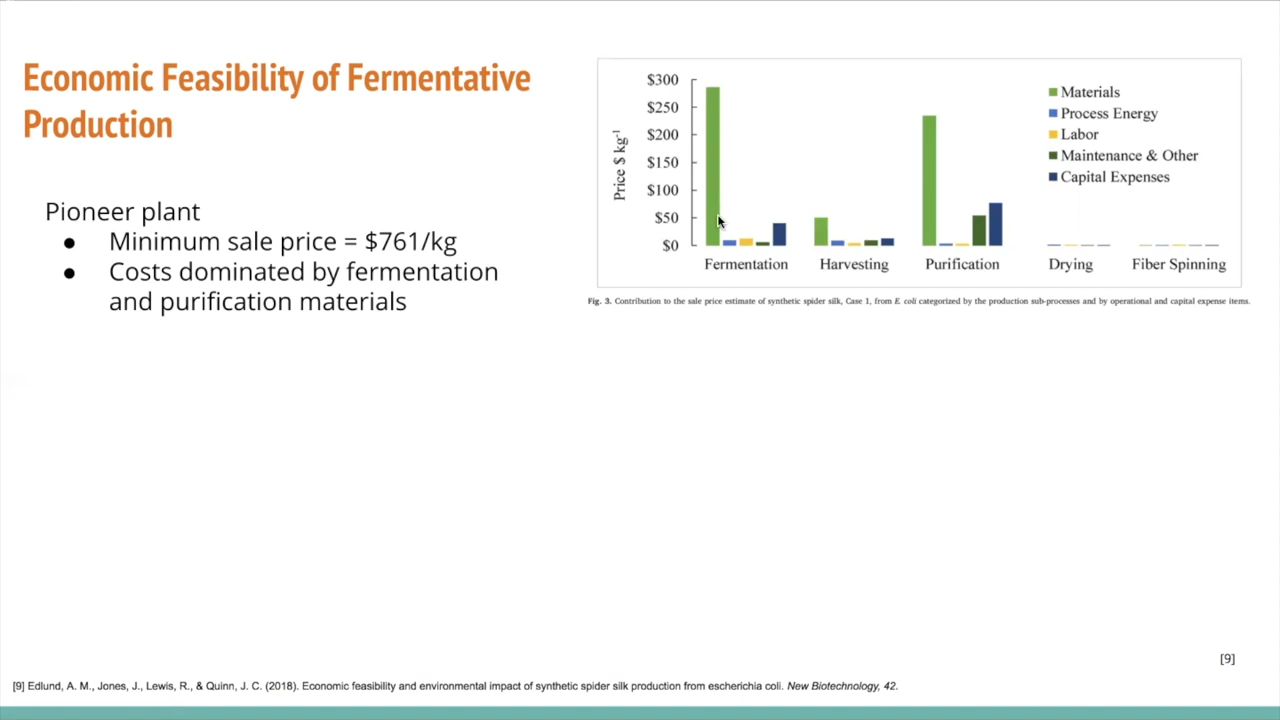 Economic Feasibility of Fermentative
Production
Pioneer plant
● Minimum sale price = $761/kg
● Costs dominated by fermentation
and purification materials
Price $ kg-1
$300
$250
$200
$150
$100
$50
$0
Fermentation
Harvesting
Purification
Drying
Fiber Spinning
Materials
Process Energy
Labor
Maintenance & Other
Capital Expenses
Fig. 3. Contribution to the sale price estimate of synthetic spider silk, Case 1, from E. coli categorized by the production sub-processes and by operational and capital expense items.
[9]
[9] Edlund, A. M., Jones, J., Lewis, R., & Quinn, J. C. (2018). Economic feasibility and environmental impact of synthetic spider silk production from escherichia coli. New Biotechnology, 42.